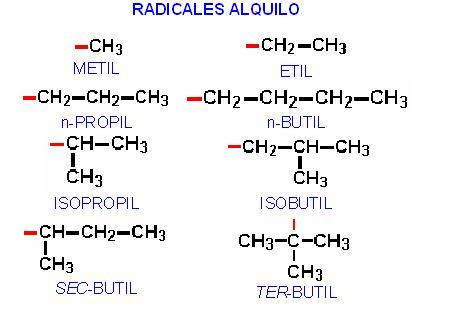 RADICALES ALQUILO
–CH3 –CH2–CH3
METIL ETIL
–CH2–CH2–CH3 –CH2–CH2–CH2–CH3
n-PROPIL n-BUTIL
–CH–CH3 –CH2–CH–CH3
CH3 CH3
ISOPROPIL ISOBUTIL
–CH–CH2–CH3 CH3–C–CH3
CH3 CH3
SEC-BUTIL TER-BUTIL